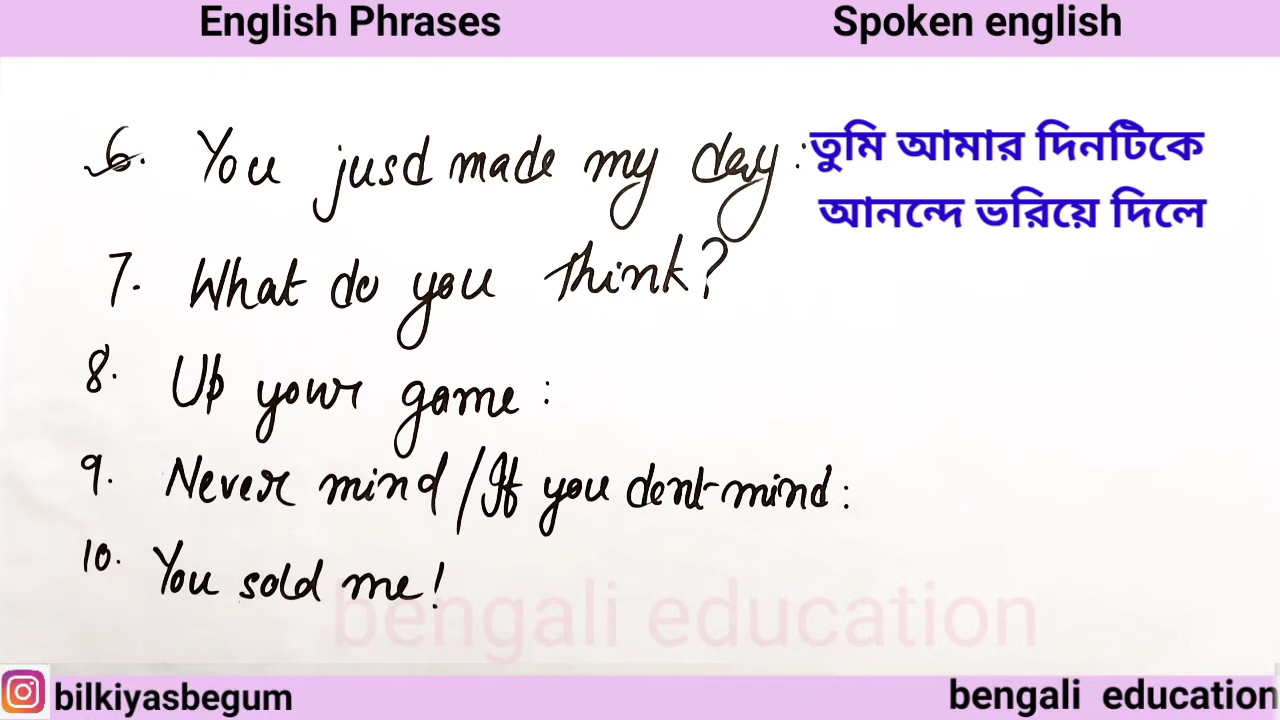 English Phrases Spoken english
6. You jusd made my day : তুমি আমার দিনটিকে
আনন্দে ভরিয়ে দিলে
7. What do you think?
8. Up your game :
9. Never mind / If you dont mind :
10. You sold me!
bengali education
bilkiyasbegum bengali education